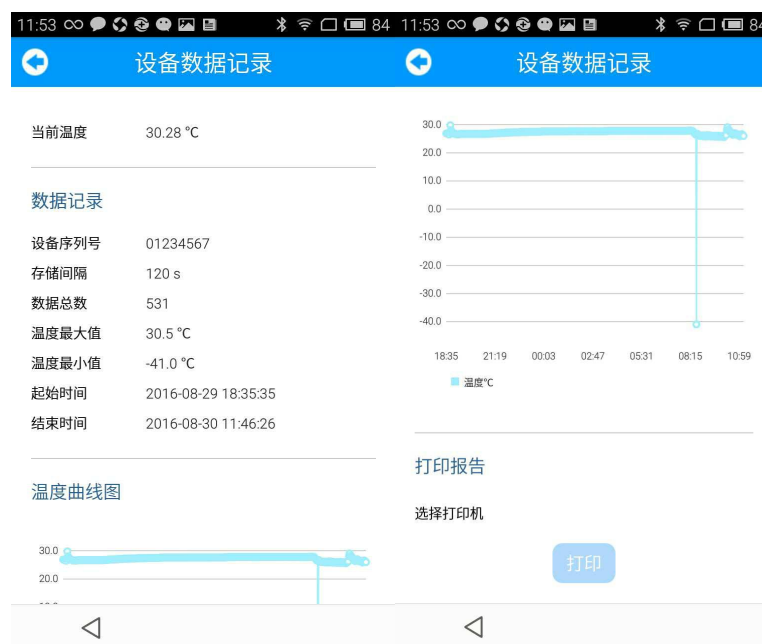 11:53 84
设备数据记录
当前温度 30.28 ℃
数据记录
设备序列号 01234567
存储间隔 120 s
数据总数 531
温度最大值 30.5 ℃
温度最小值 -41.0 ℃
起始时间 2016-08-29 18:35:35
结束时间 2016-08-30 11:46:26
温度曲线图
30.0
20.0
11:53 84
设备数据记录
30.0
20.0
10.0
0.0
-10.0
-20.0
-30.0
-40.0
18:35 21:19 00:03 02:47 05:31 08:15 10:59
温度℃
打印报告
选择打印机
打印